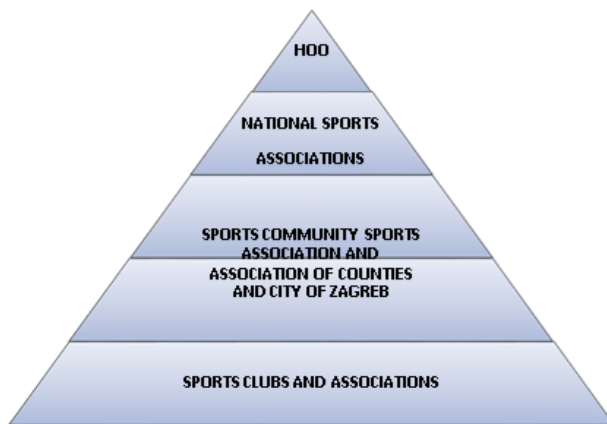 HOO
NATIONAL SPORTS
ASSOCIATIONS
SPORTS COMMUNITY SPORTS
ASSOCIATION AND
ASSOCIATION OF COUNTIES
AND CITY OF ZAGREB
SPORTS CLUBS AND ASSOCIATIONS